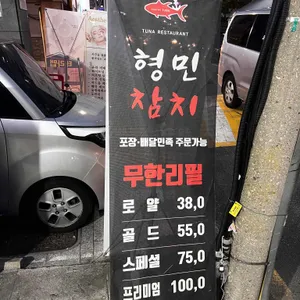 TUNA RESTAURANT
형민
참치
포장·배달민족 주문가능
무한리필
로얄 38,0
골드 55,0
스페셜 75,0
프리미엄 100,0